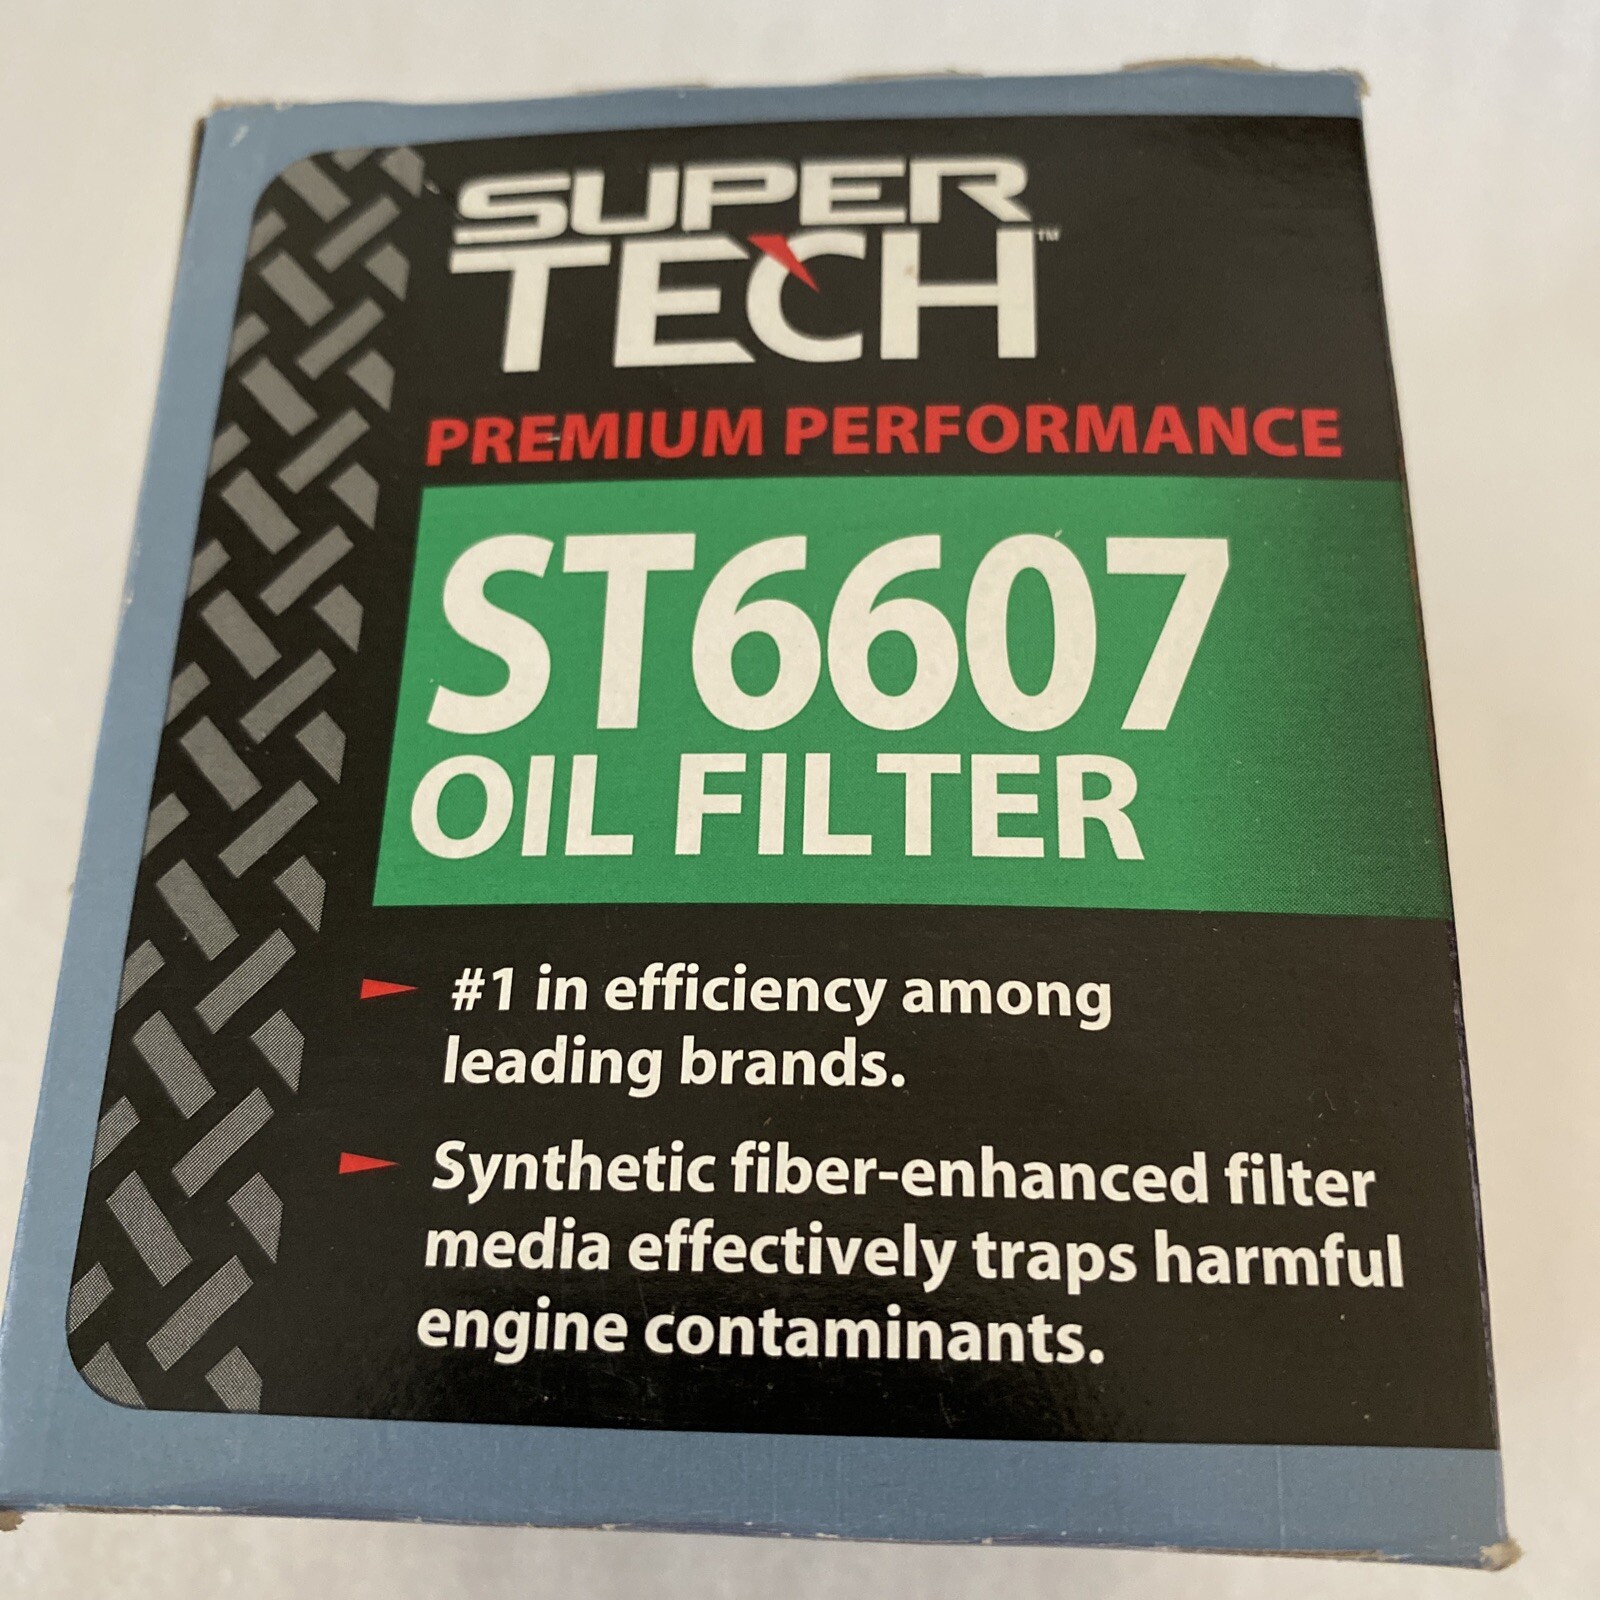 SUPER
TECH™
PREMIUM PERFORMANCE
ST6607
OIL FILTER
#1 in efficiency among
leading brands.
Synthetic fiber-enhanced filter
media effectively traps harmful
engine contaminants.